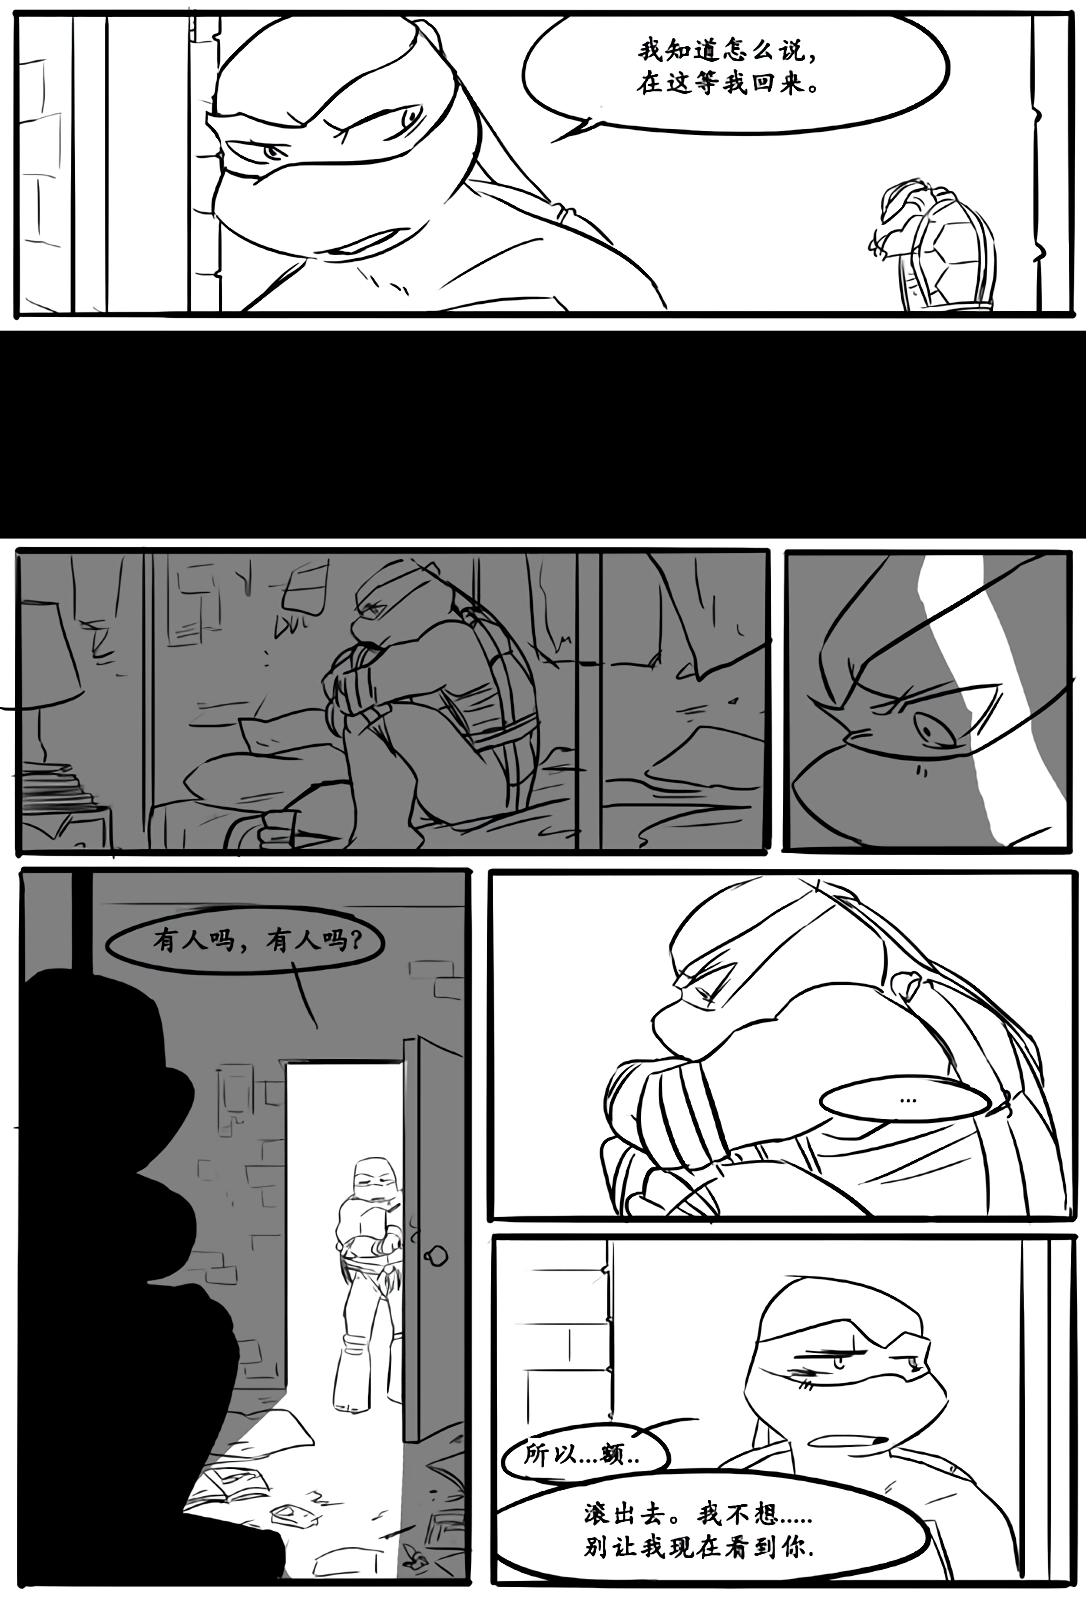 我知道怎么说,
在这等我回来。
有人吗,有人吗?
...
所以...额..
滚出去。我不想.....
别让我现在看到你.